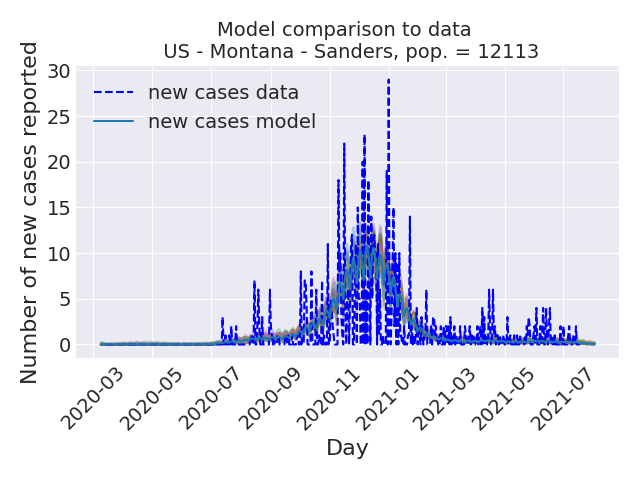 Model comparison to data
US - Montana - Sanders, pop. = 12113
Number of new cases reported
30
25
20
15
10
5
0
new cases data
new cases model
2020-03
2020-05
2020-07
2020-09
2020-11
2021-01
2021-03
2021-05
2021-07
Day